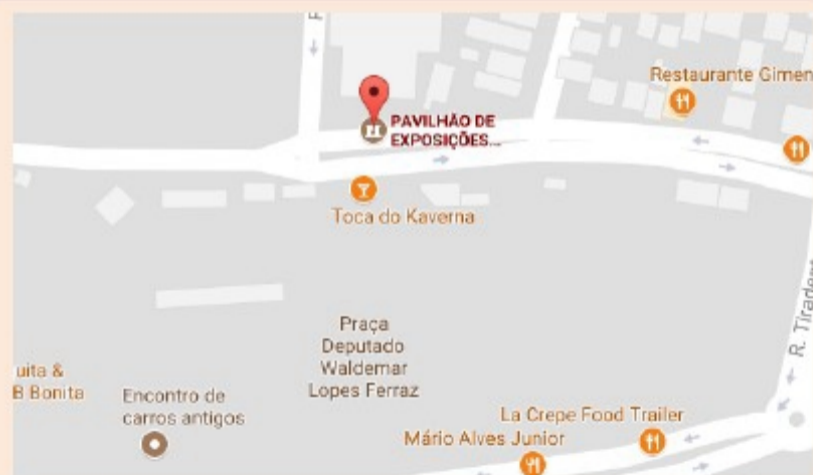 Restaurante Gimen
PAVILHÃO DE
EXPOSIÇÕES...
Toca do Kaverna
R. Tiradent
Praça
Deputado
Waldemar
Lopes Ferraz
uita &
B Bonita
Encontro de
carros antigos
La Crepe Food Trailer
Mário Alves Junior